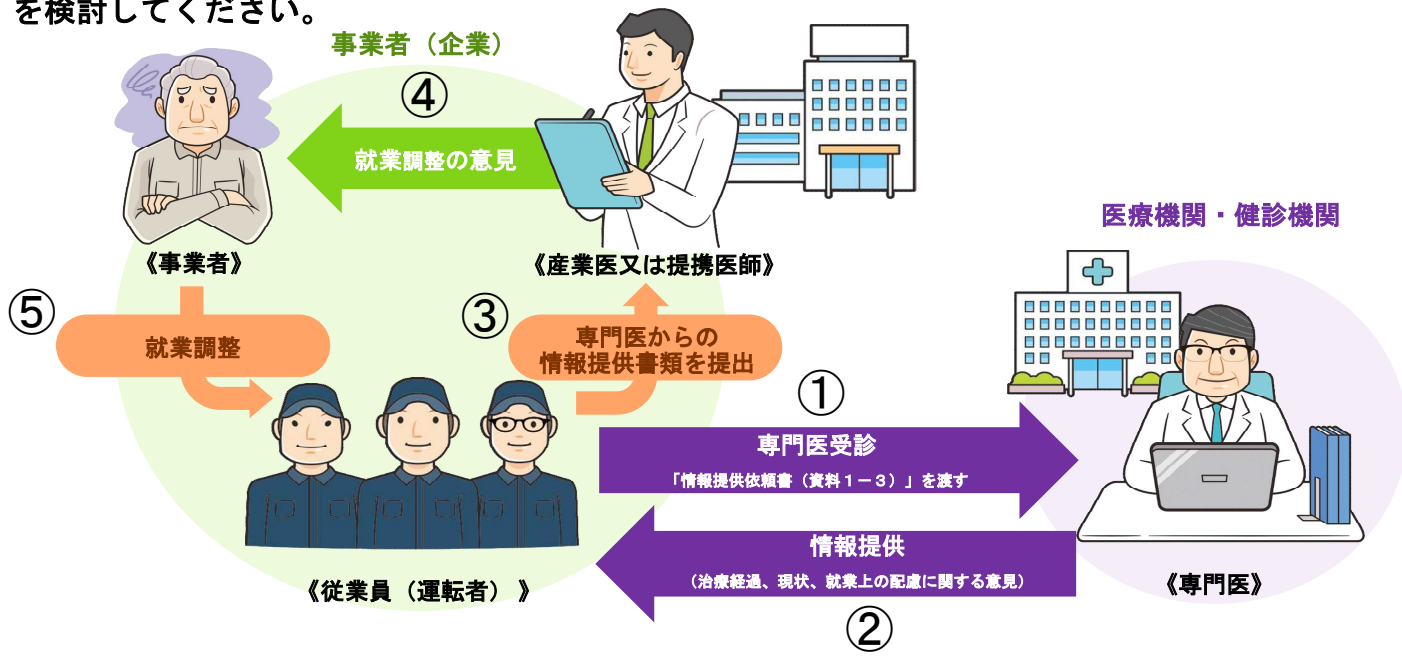 を検討してください。
事業者（企業）
④
就業調整の意見
医療機関・健診機関
《事業者》
《産業医又は提携医師》
⑤
就業調整
③
専門医からの
情報提供書類を提出
①
専門医受診
「情報提供依頼書（資料１－３）」を渡す
情報提供
（治療経過、現状、就業上の配慮に関する意見）
《従業員（運転者） 》
《専門医》
②